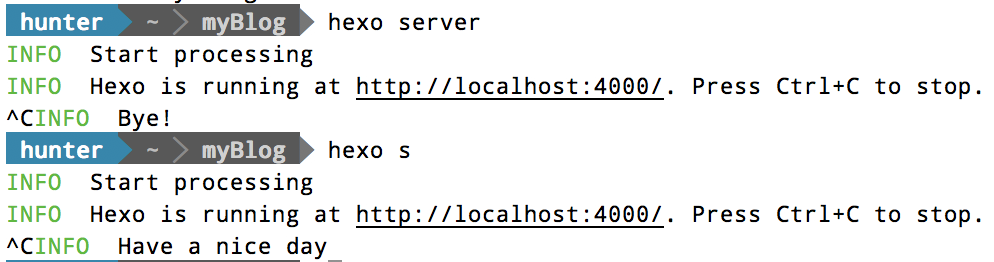 hunter ~ myBlog hexo server
INFO  Start processing
INFO  Hexo is running at http://localhost:4000/. Press Ctrl+C to stop.
^CINFO  Bye!
hunter ~ myBlog hexo s
INFO  Start processing
INFO  Hexo is running at http://localhost:4000/. Press Ctrl+C to stop.
^CINFO  Have a nice day